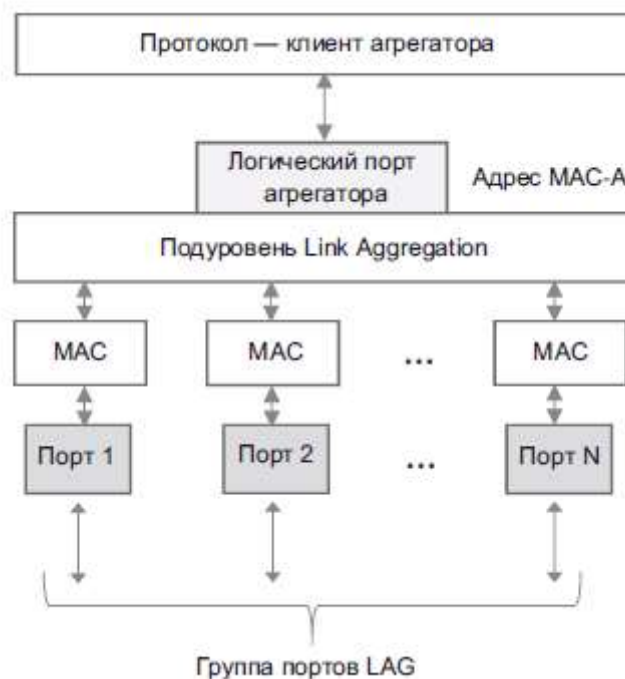 Протокол — клиент агрегатора
Логический порт
агрегатора
Адрес MAC-A
Подуровень Link Aggregation
MAC
MAC
...
MAC
Порт 1
Порт 2
...
Порт N
Группа портов LAG